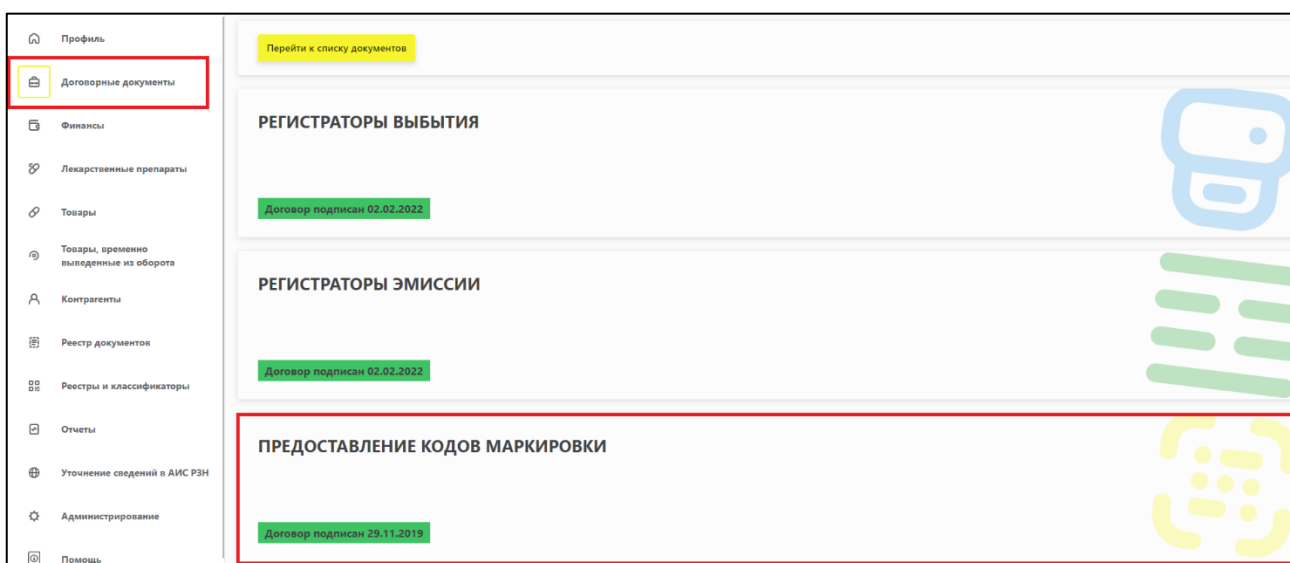 Профиль
Договорные документы
Финансы
Лекарственные препараты
Товары
Товары, временно
выведенные из оборота
Контрагенты
Реестр документов
Реестры и классификаторы
Отчеты
Уточнение сведений в АИС РЗН
Администрирование
Помощь
Перейти к списку документов
РЕГИСТРАТОРЫ ВЫБЫТИЯ
Договор подписан 02.02.2022
РЕГИСТРАТОРЫ ЭМИССИИ
Договор подписан 02.02.2022
ПРЕДОСТАВЛЕНИЕ КОДОВ МАРКИРОВКИ
Договор подписан 29.11.2019